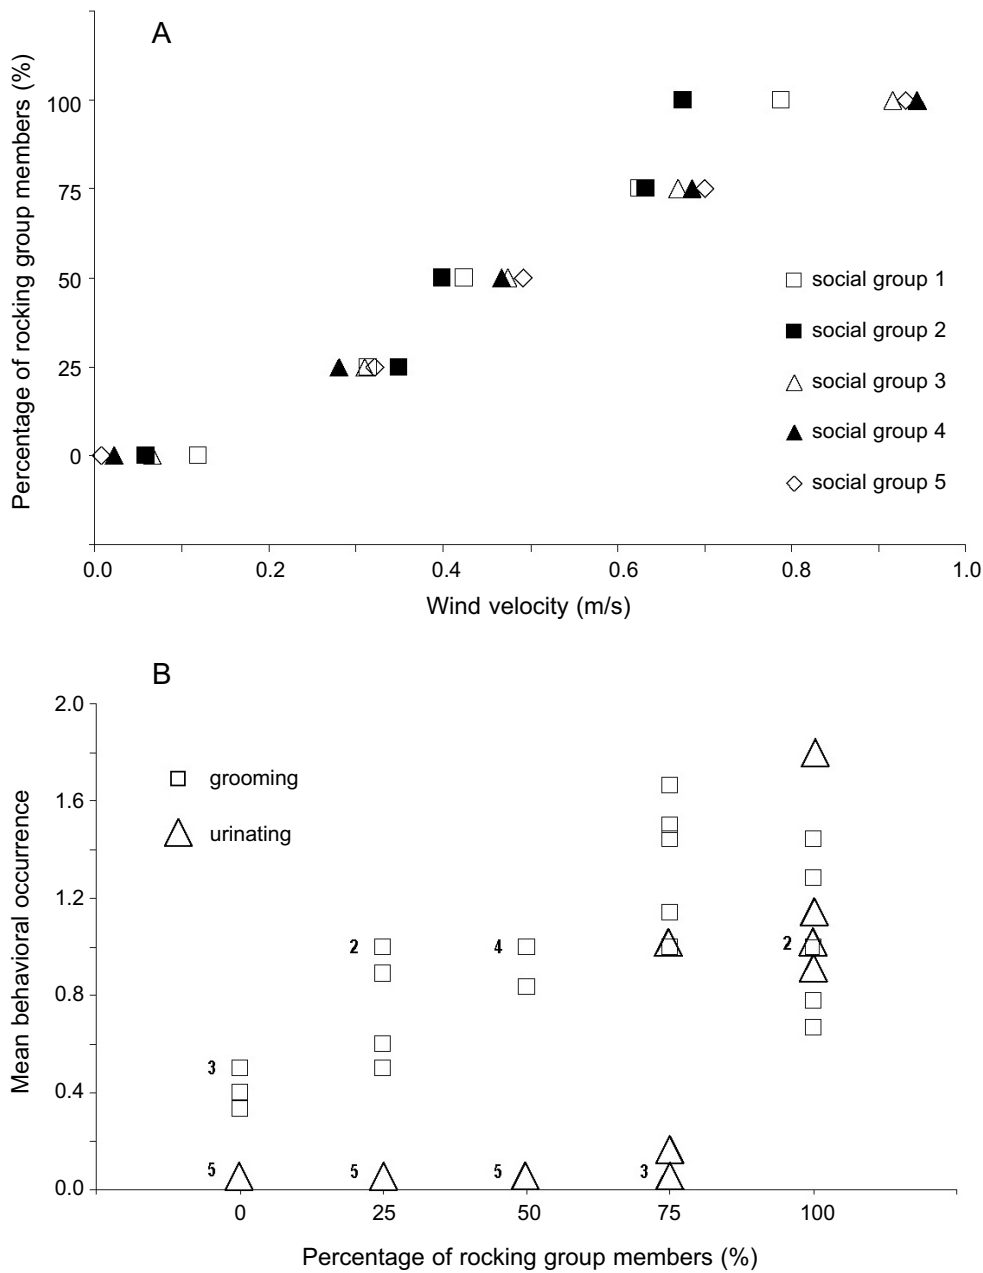 A
Percentage of rocking group members (%)
100
75
50
25
0
social group 1
social group 2
social group 3
social group 4
social group 5
0.0 0.2 0.4 0.6 0.8 1.0
Wind velocity (m/s)
B
Mean behavioral occurrence
2.0
1.6
1.2
0.8
0.4
0.0
grooming
urinating
2 4 2
3
5 5 5 3
0 25 50 75 100
Percentage of rocking group members (%)